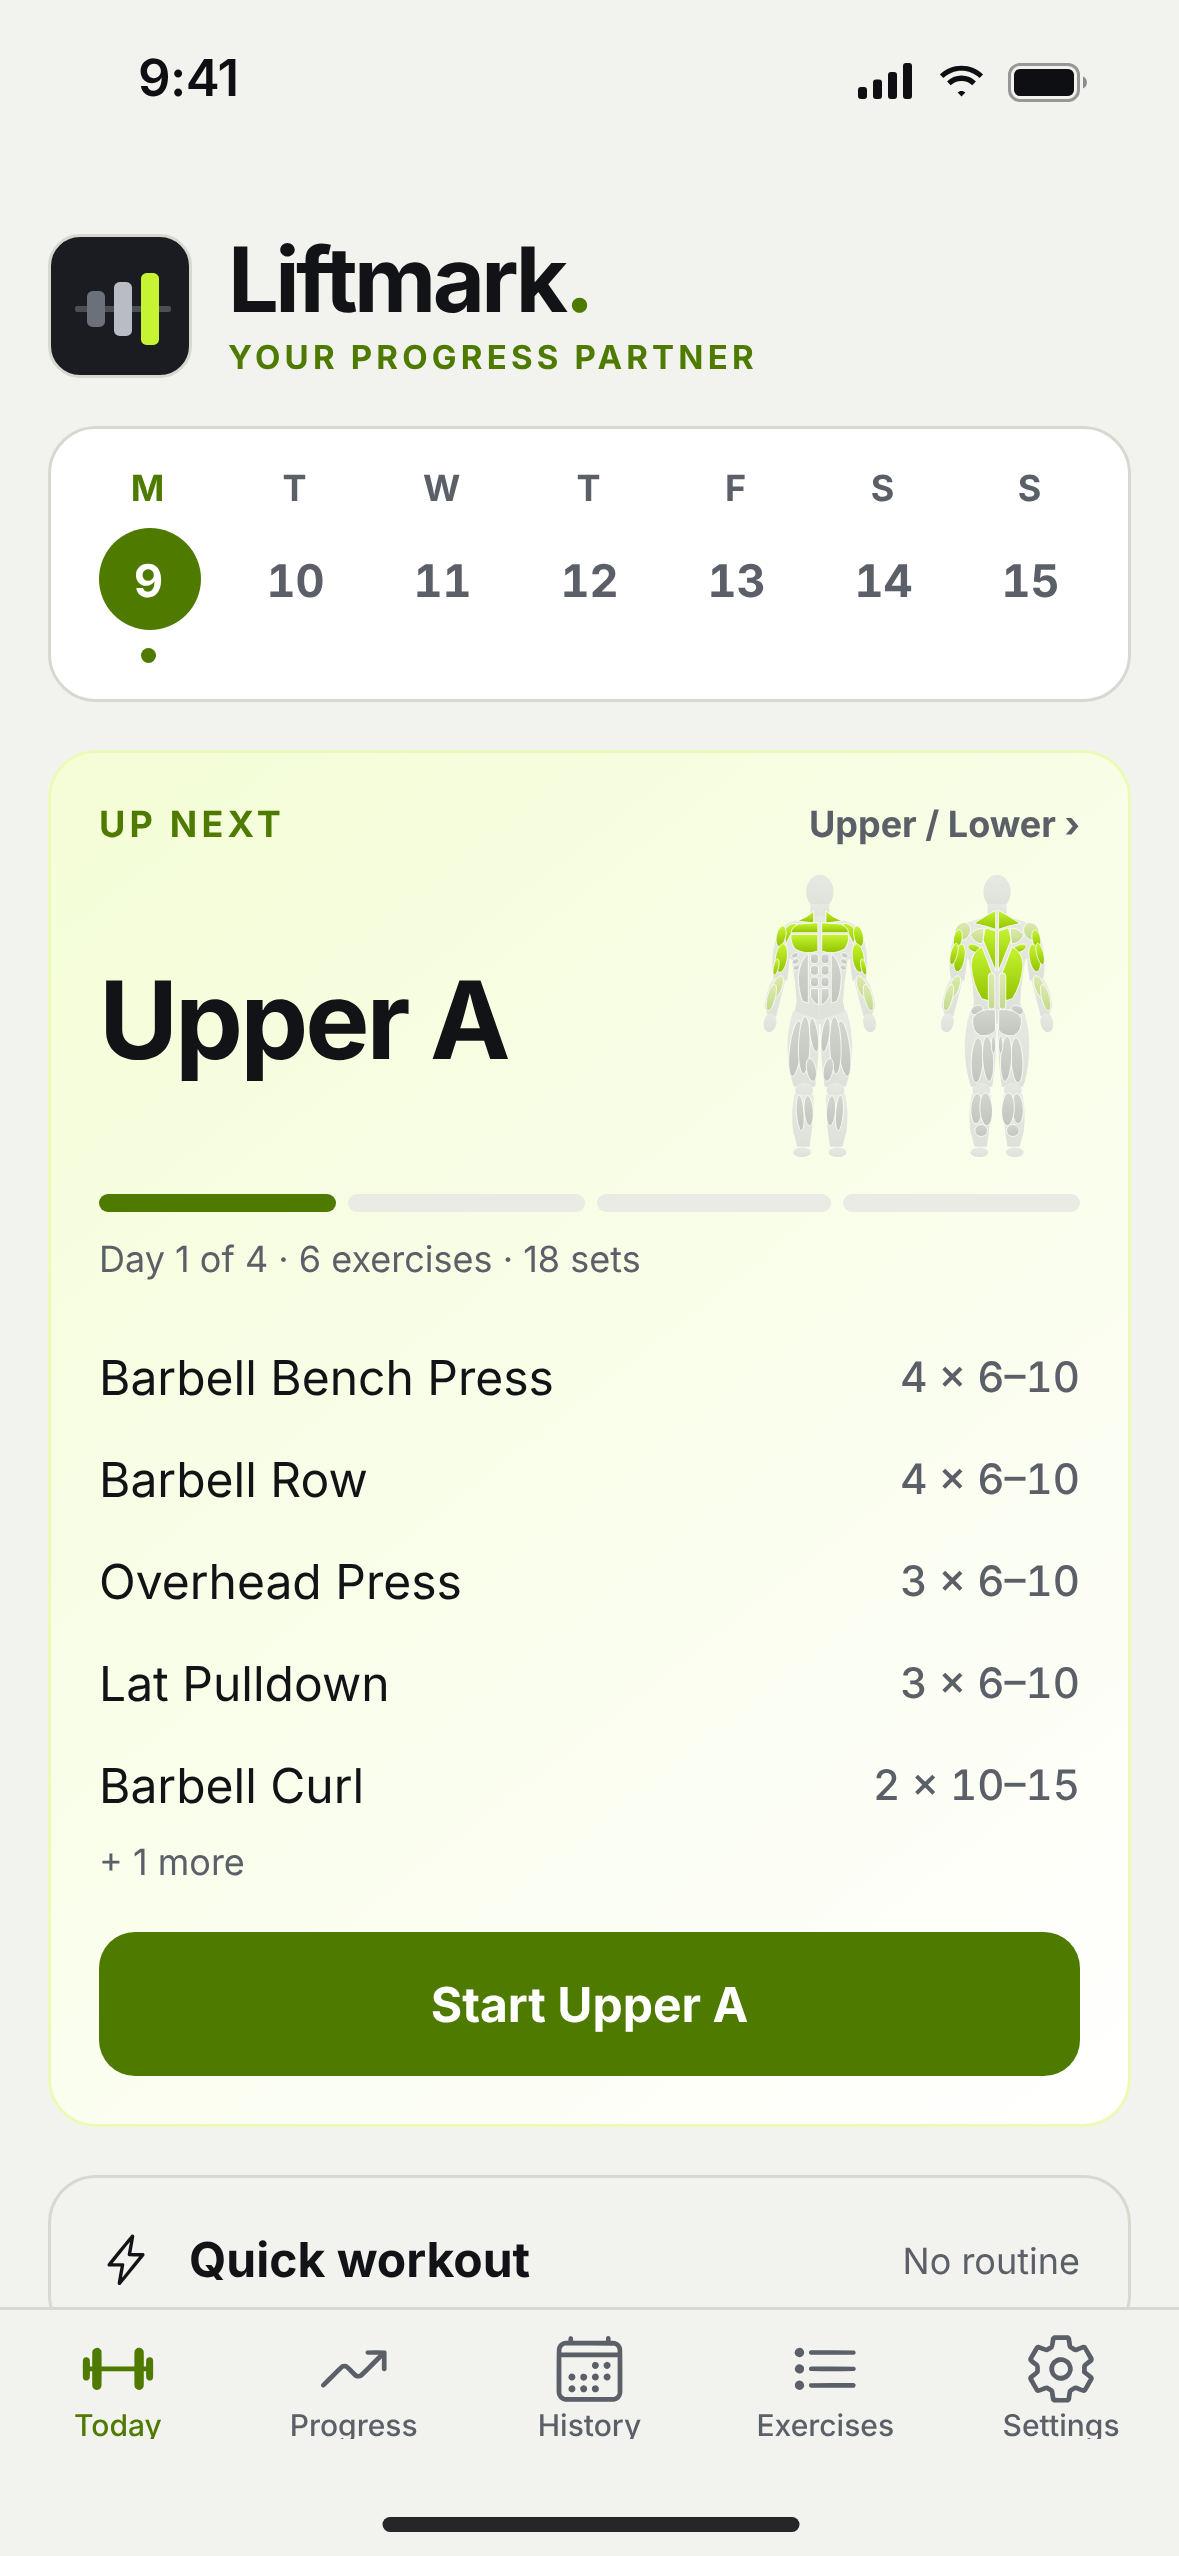 9:41
Liftmark.
YOUR PROGRESS PARTNER
M T W T F S S
9 10 11 12 13 14 15
UP NEXT Upper / Lower ›
Upper A
Day 1 of 4 · 6 exercises · 18 sets
Barbell Bench Press 4 × 6–10
Barbell Row 4 × 6–10
Overhead Press 3 × 6–10
Lat Pulldown 3 × 6–10
Barbell Curl 2 × 10–15
+ 1 more
Start Upper A
Quick workout No routine
Today Progress History Exercises Settings